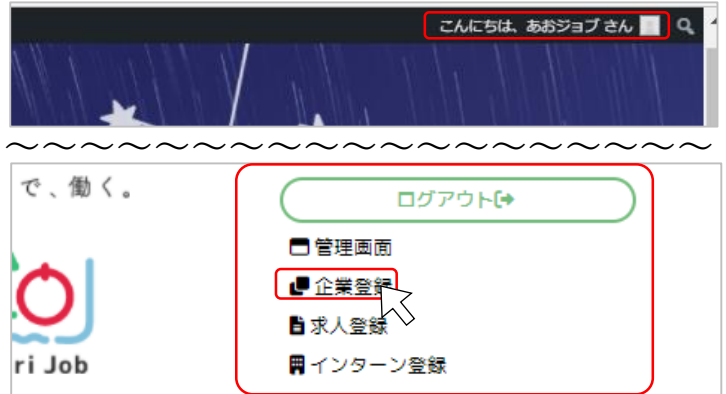 こんにちは、あおジョブ さん
で、働く。
ログアウト
管理画面
企業登録
求人登録
インターン登録
ri Job